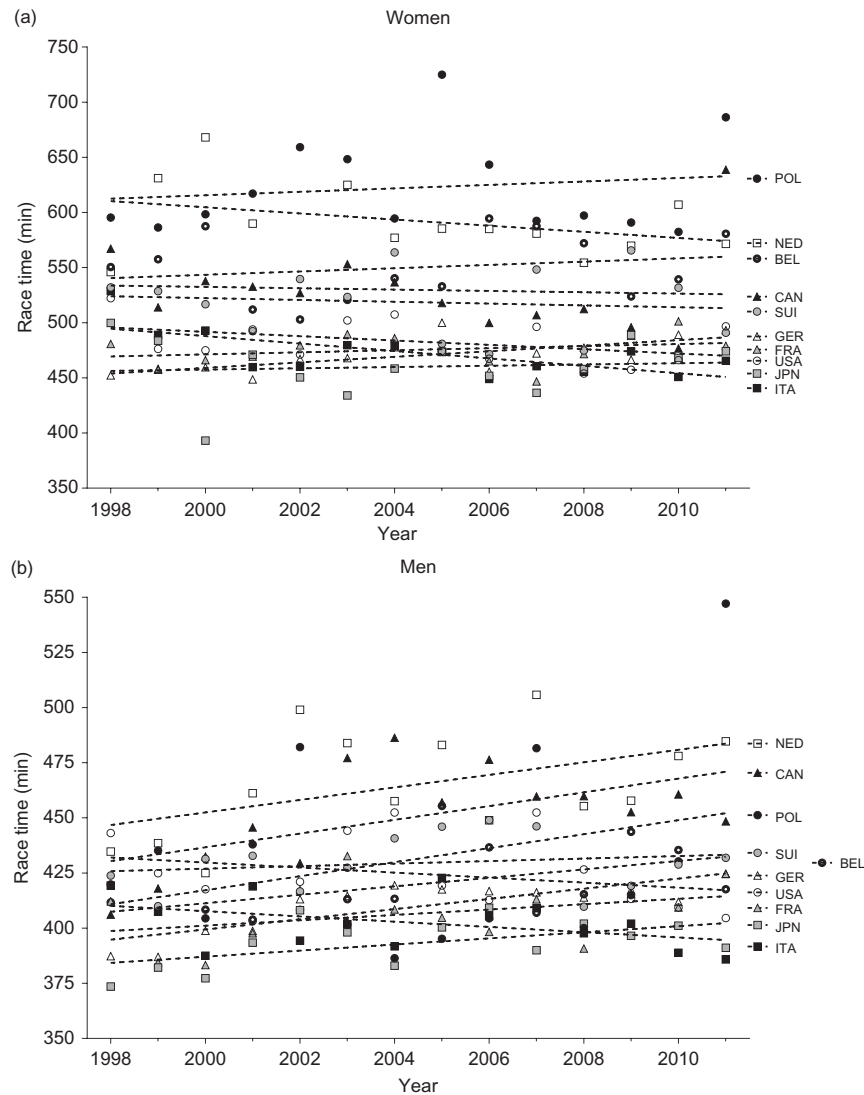 (a)
Women
750
700
650
600
550
500
450
400
350
Race time (min)
POL
NED
BEL
CAN
SUI
GER
FRA
USA
JPN
ITA
1998 2000 2002 2004 2006 2008 2010
Year
(b)
Men
550
525
500
475
450
425
400
375
350
Race time (min)
NED
CAN
POL
SUI
BEL
GER
USA
FRA
JPN
ITA
1998 2000 2002 2004 2006 2008 2010
Year